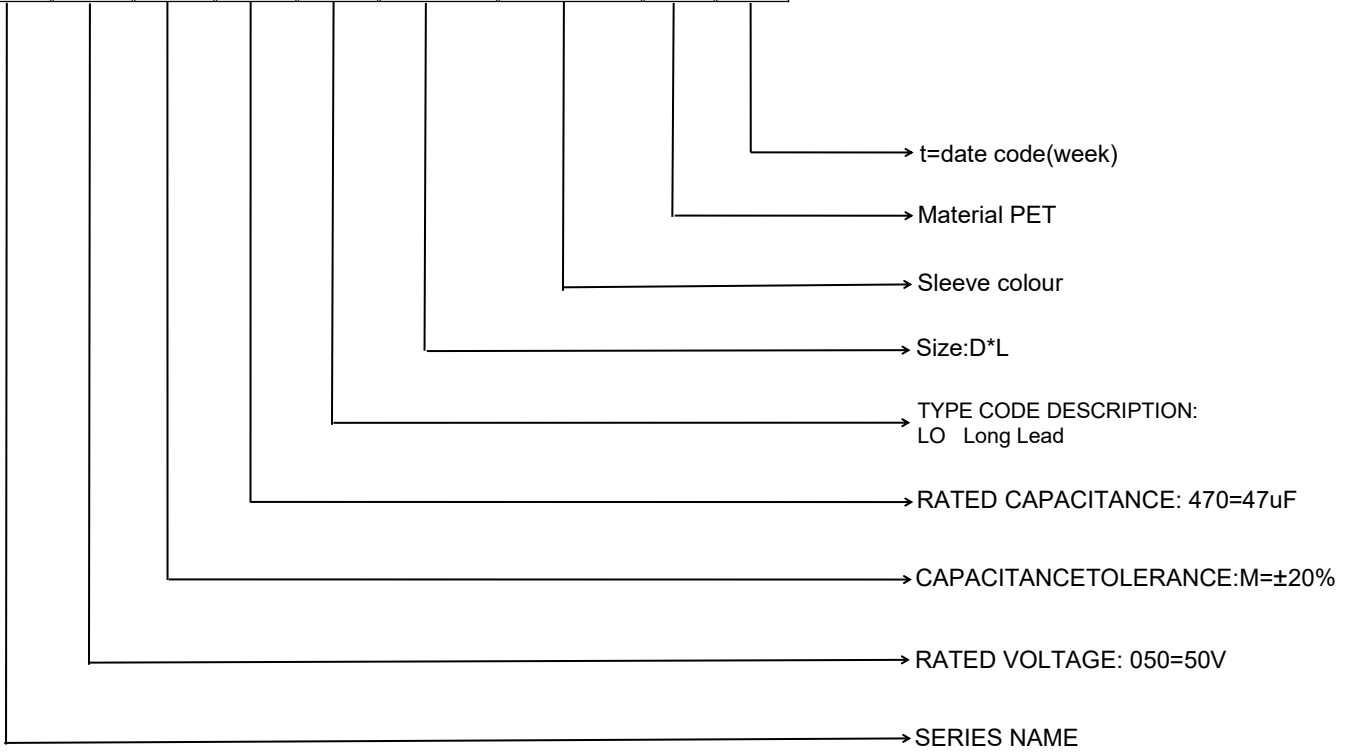 t=date code(week)
Material PET
Sleeve colour
Size:D*L
TYPE CODE DESCRIPTION:
LO Long Lead
RATED CAPACITANCE: 470=47uF
CAPACITANCETOLERANCE:M=±20%
RATED VOLTAGE: 050=50V
SERIES NAME